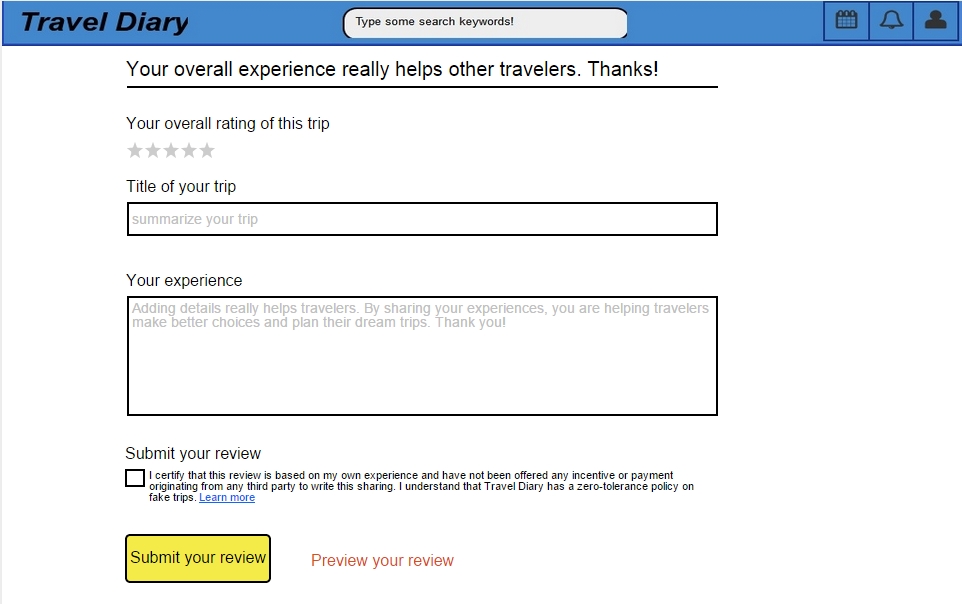 Travel Diary
Type some search keywords!
Your overall experience really helps other travelers. Thanks!
Your overall rating of this trip
Title of your trip
summarize your trip
Your experience
Adding details really helps travelers. By sharing your experiences, you are helping travelers
make better choices and plan their dream trips. Thank you!
Submit your review
I certify that this review is based on my own experience and have not been offered any incentive or payment
originating from any third party to write this sharing. I understand that Travel Diary has a zero-tolerance policy on
fake trips. Learn more
Submit your review
Preview your review